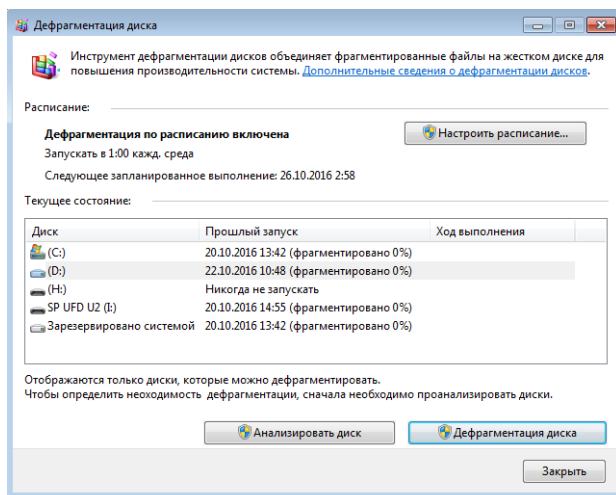 Дефрагментация диска
Инструмент дефрагментации дисков объединяет фрагментированные файлы на жестком диске для
повышения производительности системы. Дополнительные сведения о дефрагментации дисков.
Расписание:
Дефрагментация по расписанию включена
Настроить расписание...
Запускать в 1:00 кажд. среда
Следующее запланированное выполнение: 26.10.2016 2:58
Текущее состояние:
Диск Прошлый запуск Ход выполнения
(C:) 20.10.2016 13:42 (фрагментировано 0%)
(D:) 22.10.2016 10:48 (фрагментировано 0%)
(H:) Никогда не запускать
SP UFD U2 (I:) 20.10.2016 14:55 (фрагментировано 0%)
Зарезервировано системой 20.10.2016 13:42 (фрагментировано 0%)
Отображаются только диски, которые можно дефрагментировать.
Чтобы определить неоходимость дефрагментации, сначала необходимо проанализировать диски.
Анализировать диск Дефрагментация диска
Закрыть